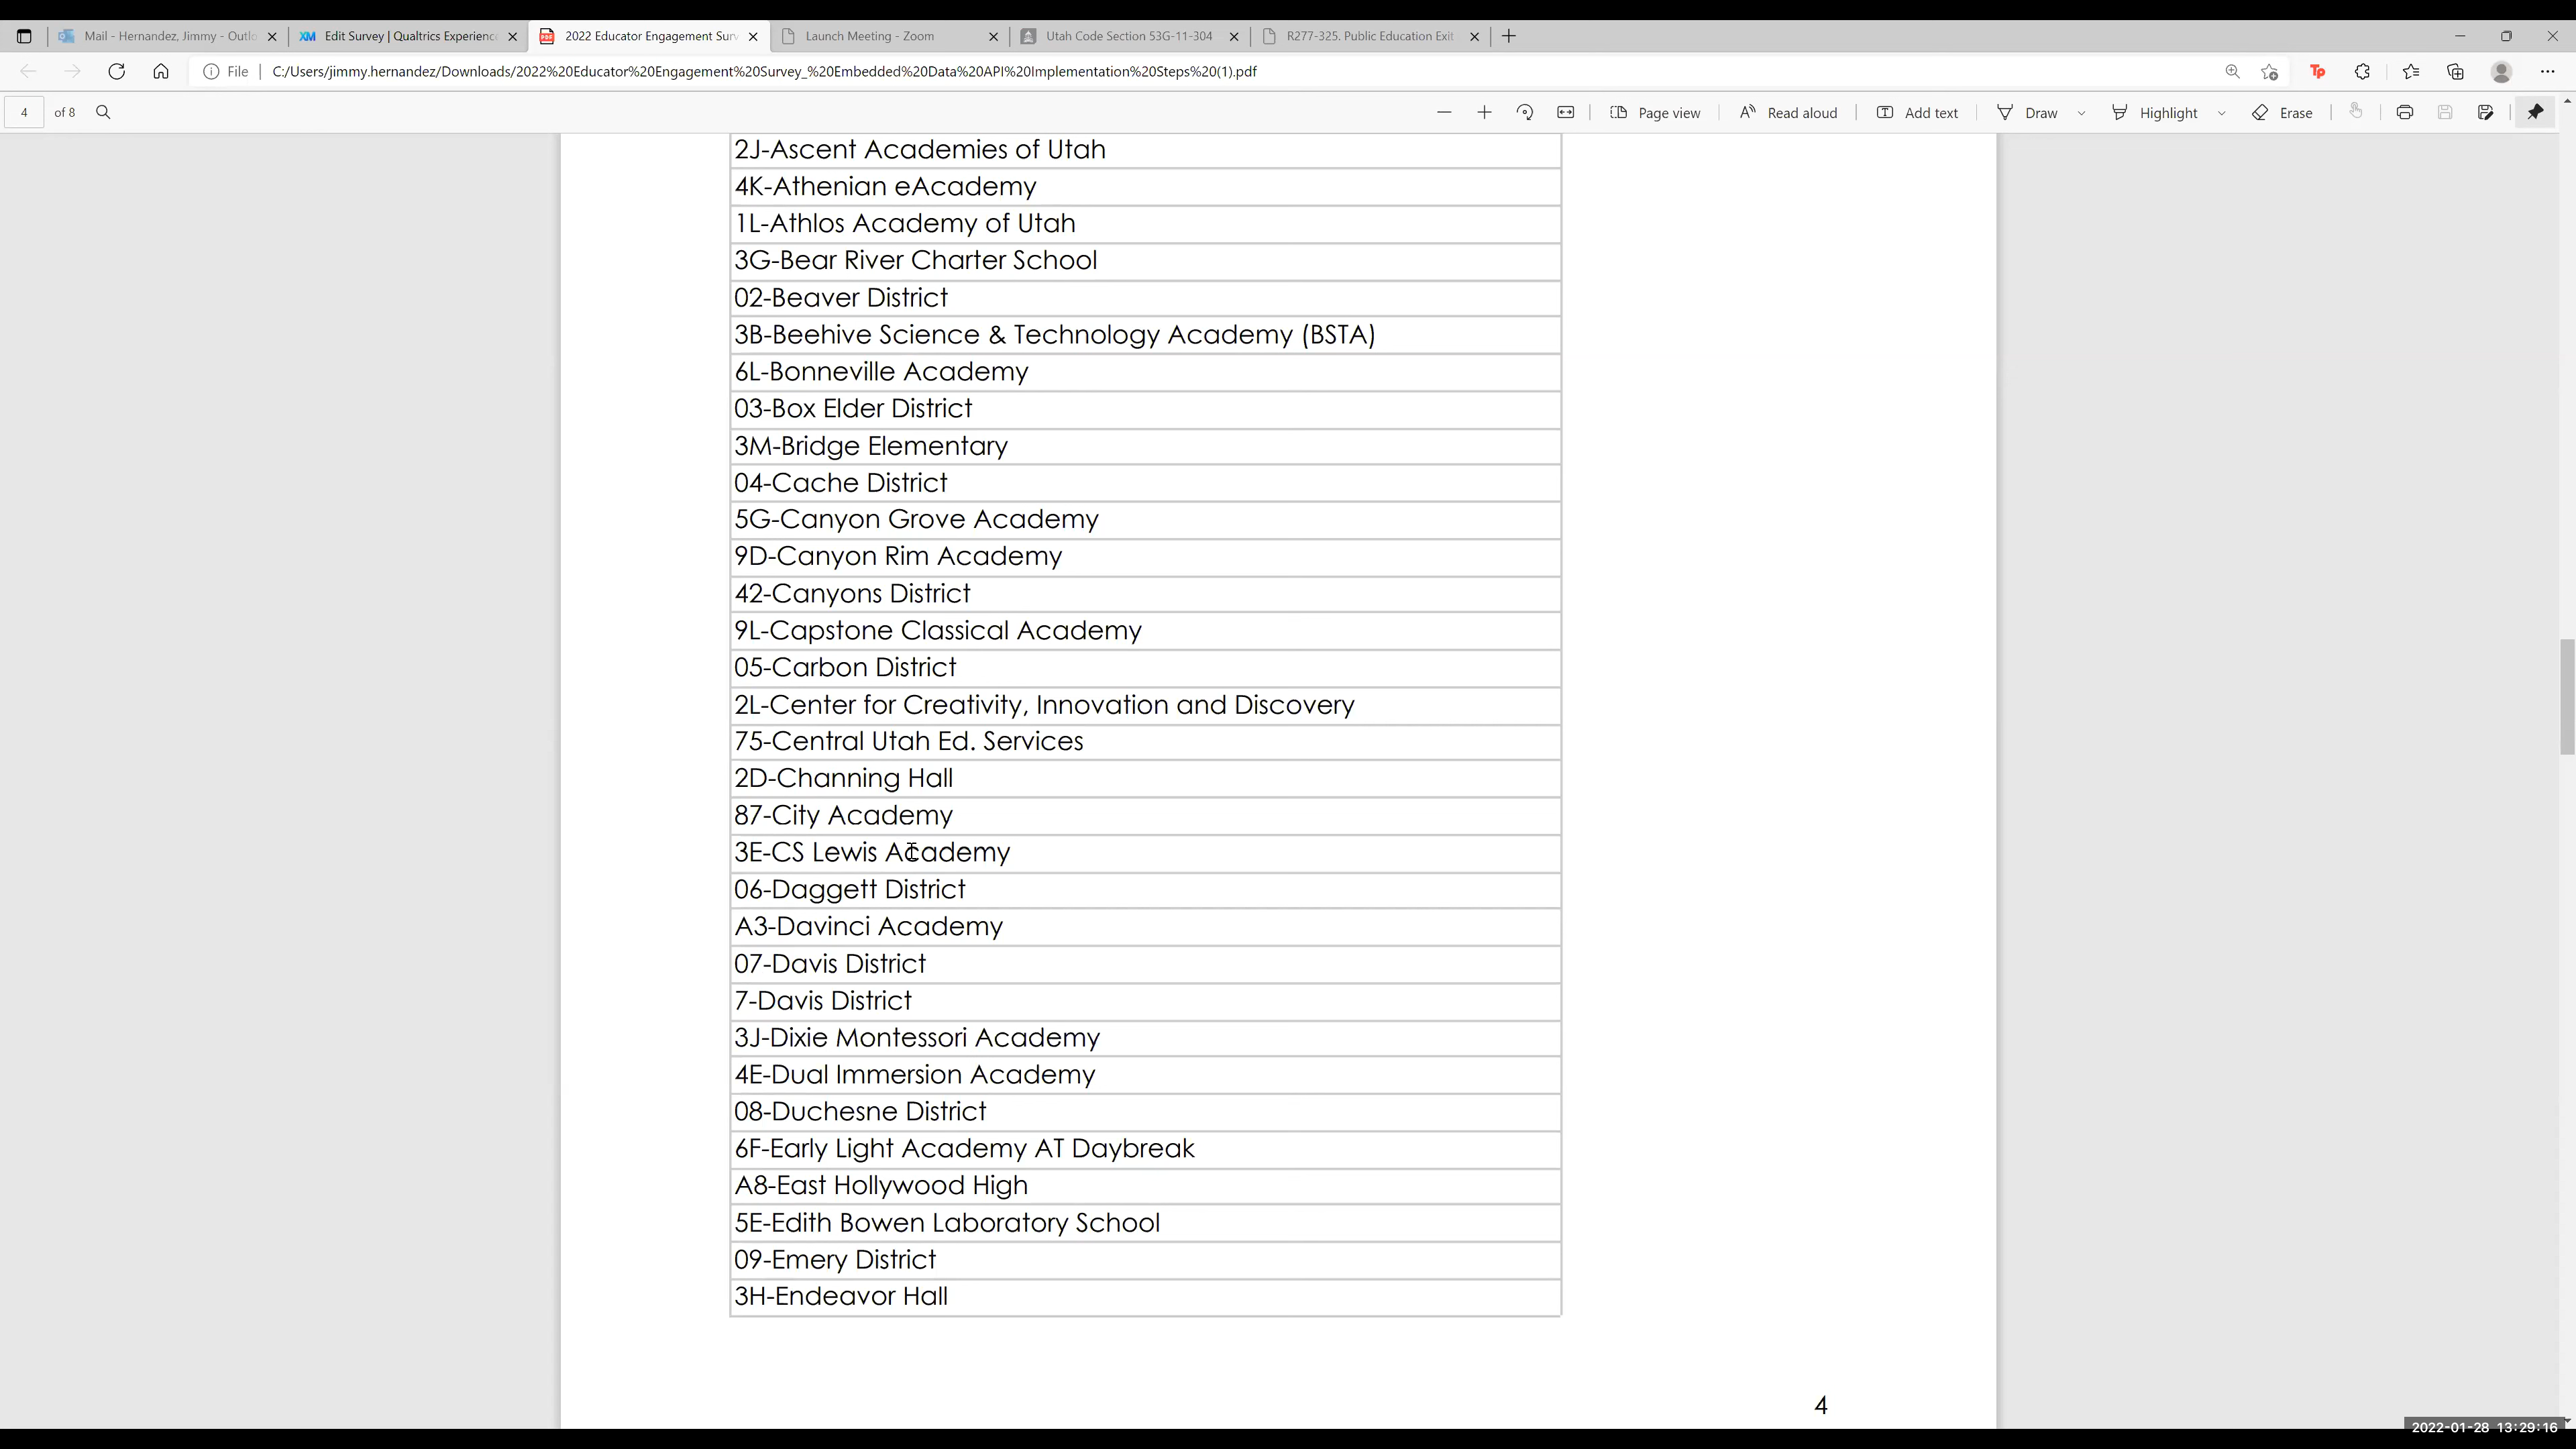 Mail - Hernandez, Jimmy - Outlo
XM Edit Survey | Qualtrics Experience
PDF 2022 Educator Engagement Surv
Launch Meeting - Zoom
Utah Code Section 53G-11-304
R277-325. Public Education Exit
File C:/Users/jimmy.hernandez/Downloads/2022%20Educator%20Engagement%20Survey_%20Embedded%20Data%20API%20Implementation%20Steps%20(1).pdf
Tp
4 of 8 Page view Read aloud Add text Draw Highlight Erase
2J-Ascent Academies of Utah
4K-Athenian eAcademy
1L-Athlos Academy of Utah
3G-Bear River Charter School
02-Beaver District
3B-Beehive Science & Technology Academy (BSTA)
6L-Bonneville Academy
03-Box Elder District
3M-Bridge Elementary
04-Cache District
5G-Canyon Grove Academy
9D-Canyon Rim Academy
42-Canyons District
9L-Capstone Classical Academy
05-Carbon District
2L-Center for Creativity, Innovation and Discovery
75-Central Utah Ed. Services
2D-Channing Hall
87-City Academy
3E-CS Lewis Academy
06-Daggett District
A3-Davinci Academy
07-Davis District
7-Davis District
3J-Dixie Montessori Academy
4E-Dual Immersion Academy
08-Duchesne District
6F-Early Light Academy AT Daybreak
A8-East Hollywood High
5E-Edith Bowen Laboratory School
09-Emery District
3H-Endeavor Hall
4
2022-01-28 13:29:16